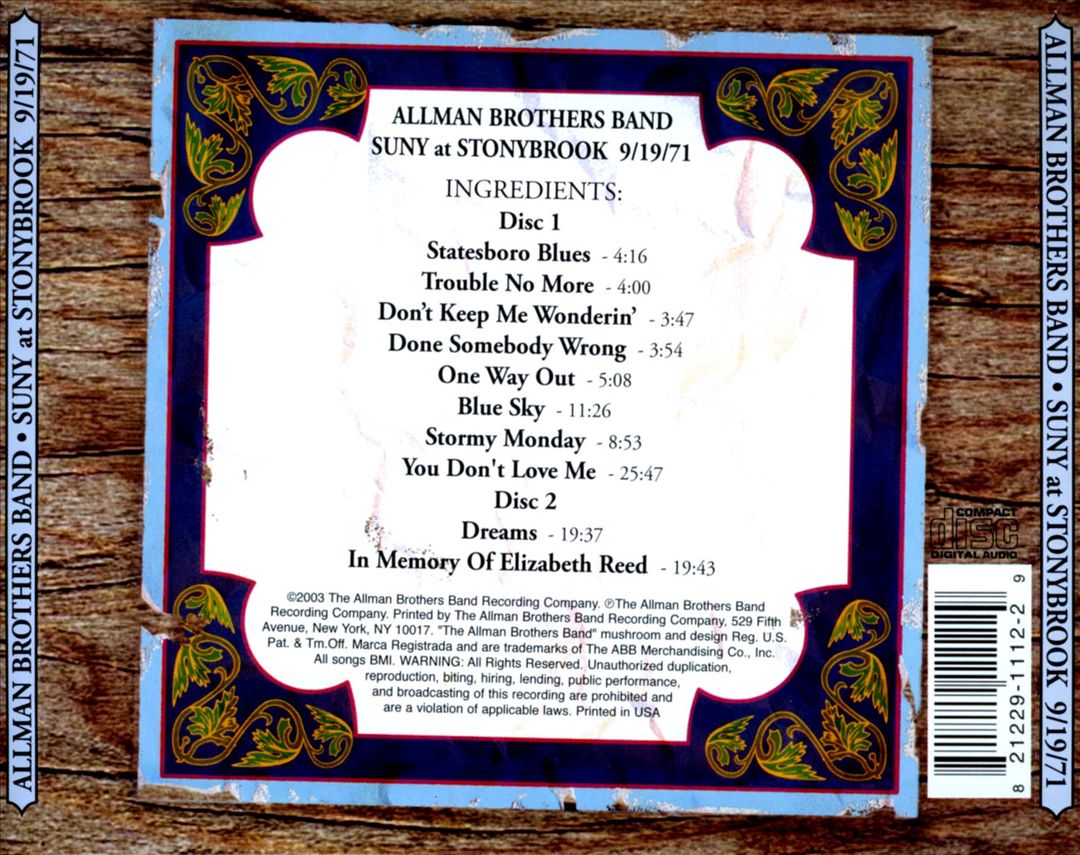 ALLMAN BROTHERS BAND • SUNY at STONYBROOK 9/19/71
ALLMAN BROTHERS BAND
SUNY at STONYBROOK 9/19/71
INGREDIENTS:
Disc 1
Statesboro Blues - 4:16
Trouble No More - 4:00
Don't Keep Me Wonderin' - 3:47
Done Somebody Wrong - 3:54
One Way Out - 5:08
Blue Sky - 11:26
Stormy Monday - 8:53
You Don't Love Me - 25:47
Disc 2
Dreams - 19:37
In Memory Of Elizabeth Reed - 19:43
©2003 The Allman Brothers Band Recording Company. ℗The Allman Brothers Band
Recording Company. Printed by The Allman Brothers Band Recording Company, 529 Fifth
Avenue, New York, NY 10017. "The Allman Brothers Band" mushroom and design Reg. U.S.
Pat. & Tm.Off. Marca Registrada and are trademarks of The ABB Merchandising Co., Inc.
All songs BMI. WARNING: All Rights Reserved. Unauthorized duplication,
reproduction, biting, hiring, lending, public performance,
and broadcasting of this recording are prohibited and
are a violation of applicable laws. Printed in USA
COMPACT
disc
DIGITAL AUDIO
8 21229-1112-2 9
ALLMAN BROTHERS BAND • SUNY at STONYBROOK 9/19/71